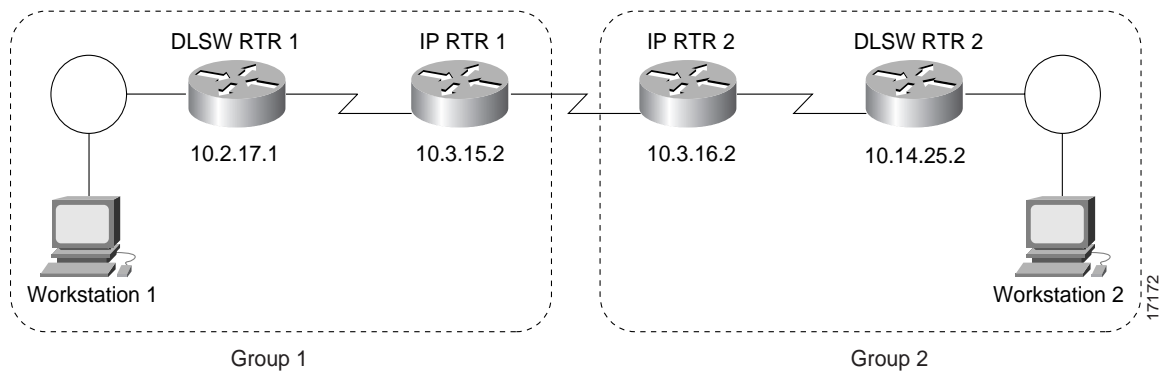 DLSW RTR 1
IP RTR 1
IP RTR 2
DLSW RTR 2
10.2.17.1
10.3.15.2
10.3.16.2
10.14.25.2
Workstation 1
Workstation 2
17172
Group 1
Group 2